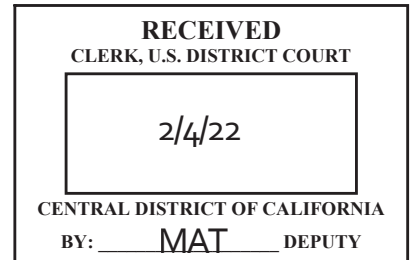 RECEIVED
CLERK, U.S. DISTRICT COURT
2/4/22
CENTRAL DISTRICT OF CALIFORNIA
BY: MAT DEPUTY